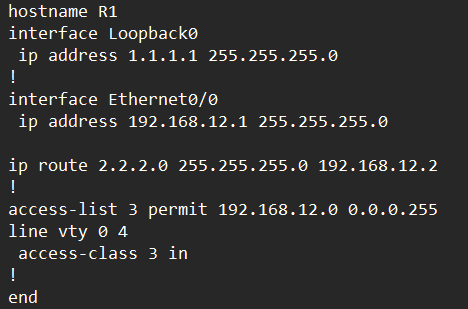 hostname R1
interface Loopback0
 ip address 1.1.1.1 255.255.255.0
!
interface Ethernet0/0
 ip address 192.168.12.1 255.255.255.0

ip route 2.2.2.0 255.255.255.0 192.168.12.2
!
access-list 3 permit 192.168.12.0 0.0.0.255
line vty 0 4
 access-class 3 in
!
end